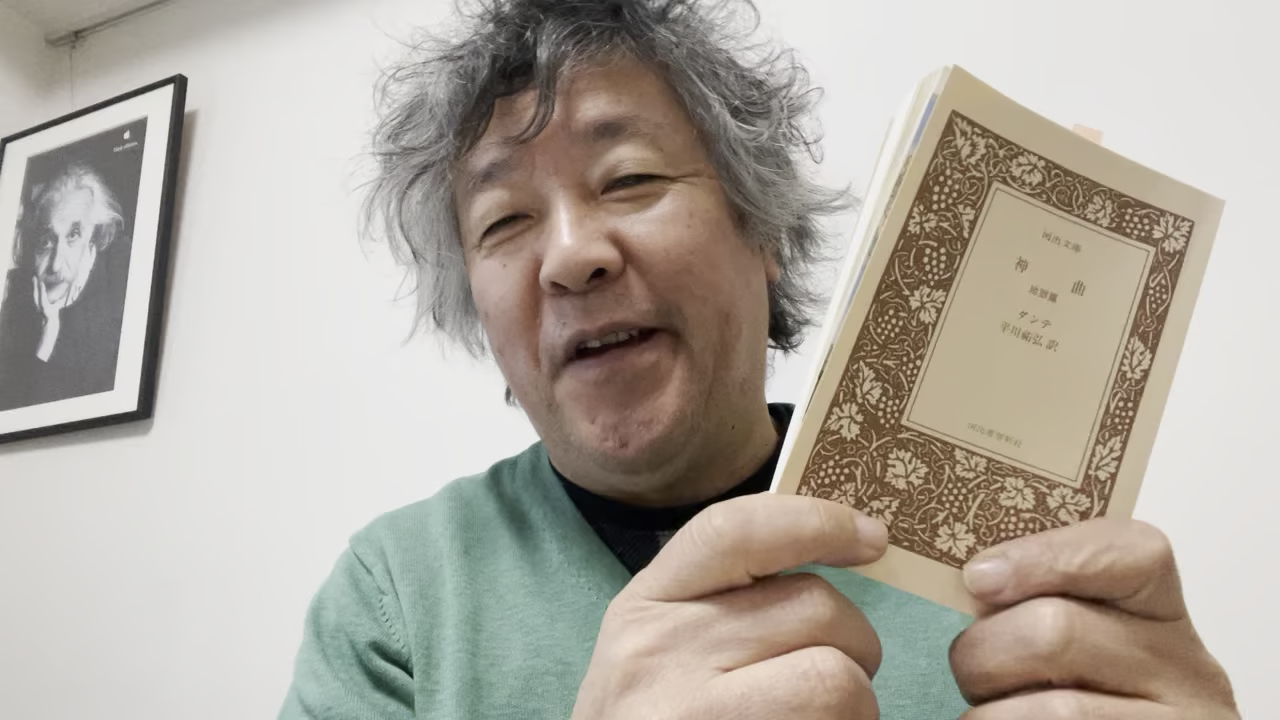 河出文庫
神曲
地獄篇
ダンテ
平川祐弘 訳
河出書房新社